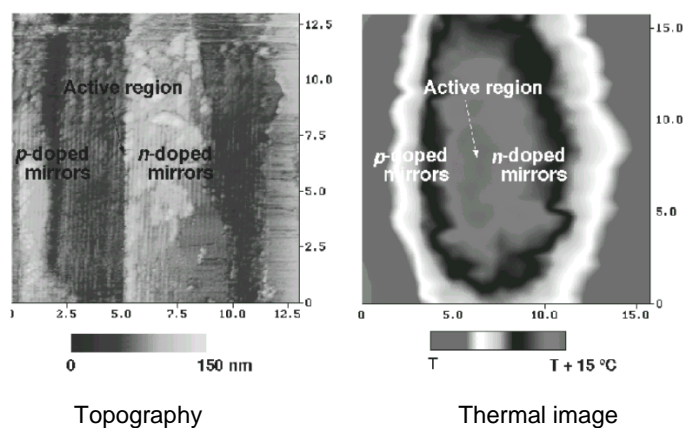 12.5
10.0
7.5
5.0
2.5
0
Active region
p-doped
mirrors
n-doped
mirrors
2.5
5.0
7.5
10.0
12.5
0
150 nm
Topography
15.0
10.0
5.0
0
Active region
p-doped
mirrors
n-doped
mirrors
0
5.0
10.0
15.0
T
T + 15 °C
Thermal image